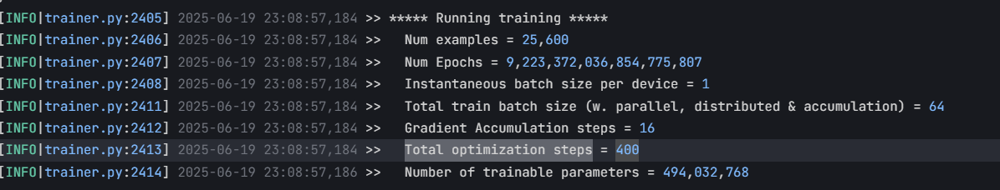 [INFO|trainer.py:2405] 2025-06-19 23:08:57,184 >> ***** Running training *****
[INFO|trainer.py:2406] 2025-06-19 23:08:57,184 >>   Num examples = 25,600
[INFO|trainer.py:2407] 2025-06-19 23:08:57,184 >>   Num Epochs = 9,223,372,036,854,775,807
[INFO|trainer.py:2408] 2025-06-19 23:08:57,184 >>   Instantaneous batch size per device = 1
[INFO|trainer.py:2411] 2025-06-19 23:08:57,184 >>   Total train batch size (w. parallel, distributed & accumulation) = 64
[INFO|trainer.py:2412] 2025-06-19 23:08:57,184 >>   Gradient Accumulation steps = 16
[INFO|trainer.py:2413] 2025-06-19 23:08:57,184 >>   Total optimization steps = 400
[INFO|trainer.py:2414] 2025-06-19 23:08:57,186 >>   Number of trainable parameters = 494,032,768